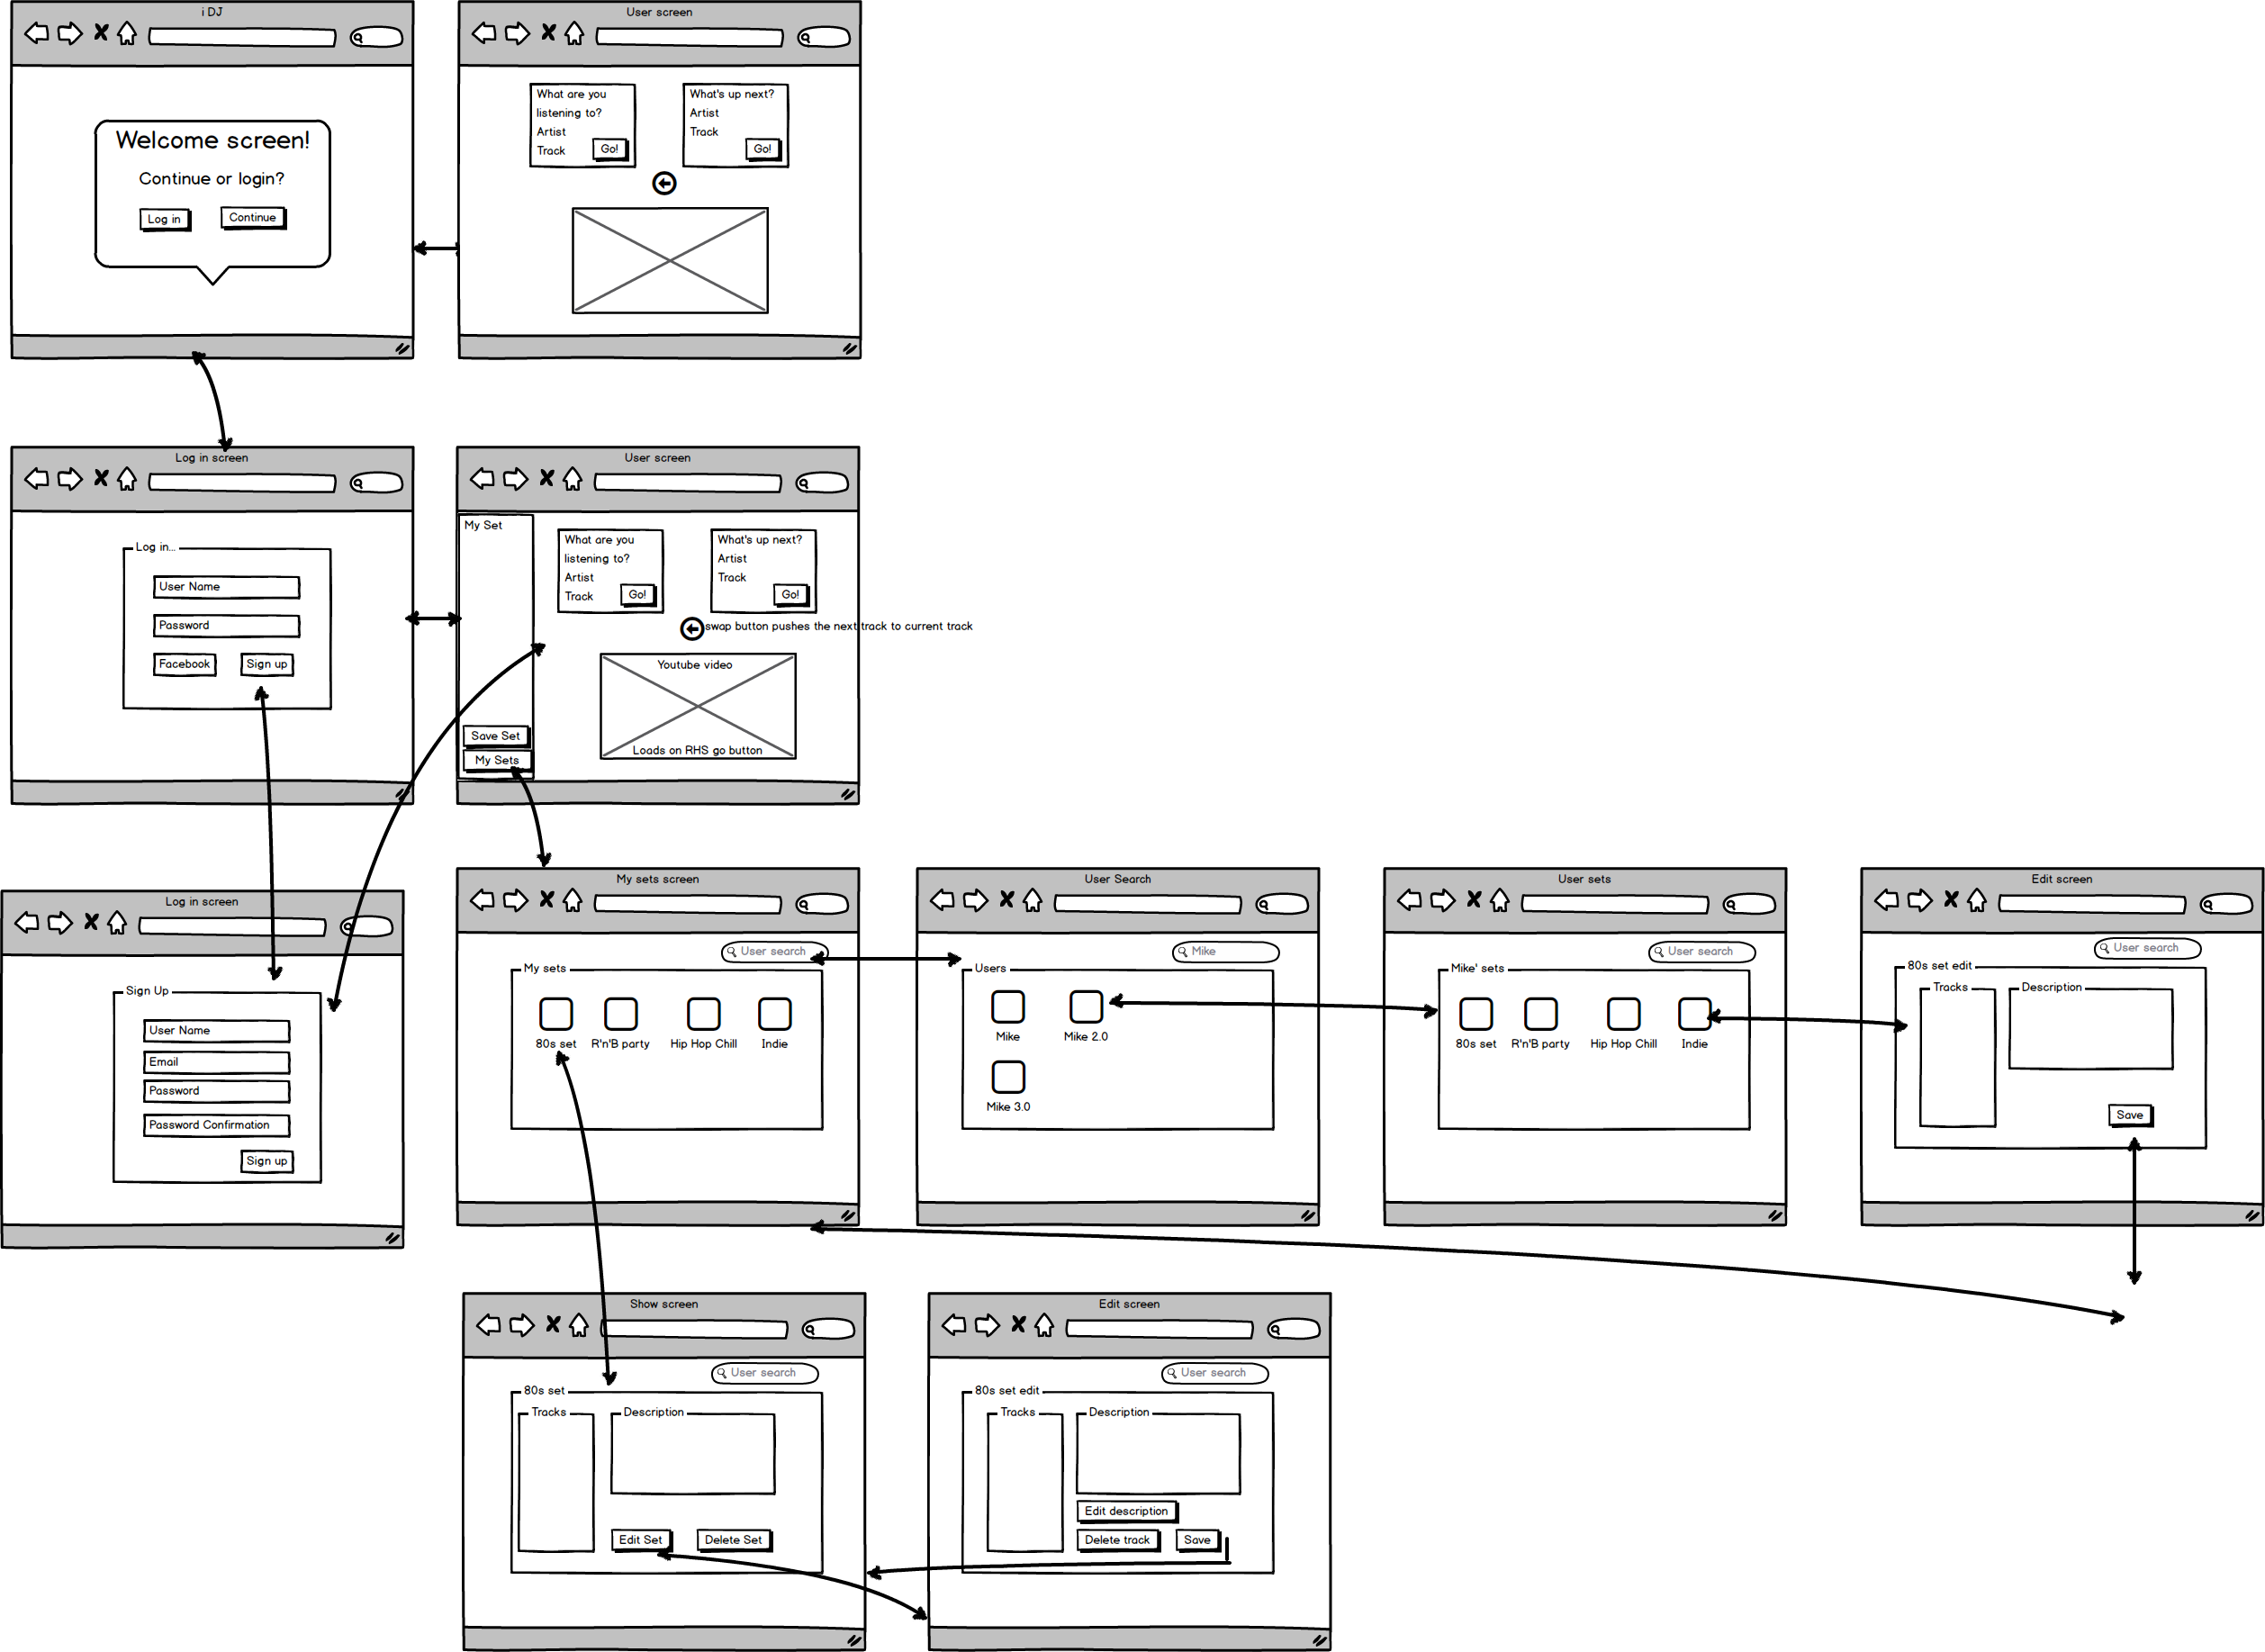 i DJ
Welcome screen!
Continue or login?
Log in
Continue
User screen
What are you
listening to?
Artist
Track
Go!
What's up next?
Artist
Track
Go!
Log in screen
Log in...
User Name
Password
Facebook
Sign up
User screen
My Set
Save Set
My Sets
What are you
listening to?
Artist
Track
Go!
What's up next?
Artist
Track
Go!
swap button pushes the next track to current track
Youtube video
Loads on RHS go button
Log in screen
Sign Up
User Name
Email
Password
Password Confirmation
Sign up
My sets screen
User search
My sets
80s set
R'n'B party
Hip Hop Chill
Indie
User Search
Mike
Users
Mike
Mike 2.0
Mike 3.0
User sets
User search
Mike' sets
80s set
R'n'B party
Hip Hop Chill
Indie
Edit screen
User search
80s set edit
Tracks
Description
Save
Show screen
User search
80s set
Tracks
Description
Edit Set
Delete Set
Edit screen
User search
80s set edit
Tracks
Description
Edit description
Delete track
Save